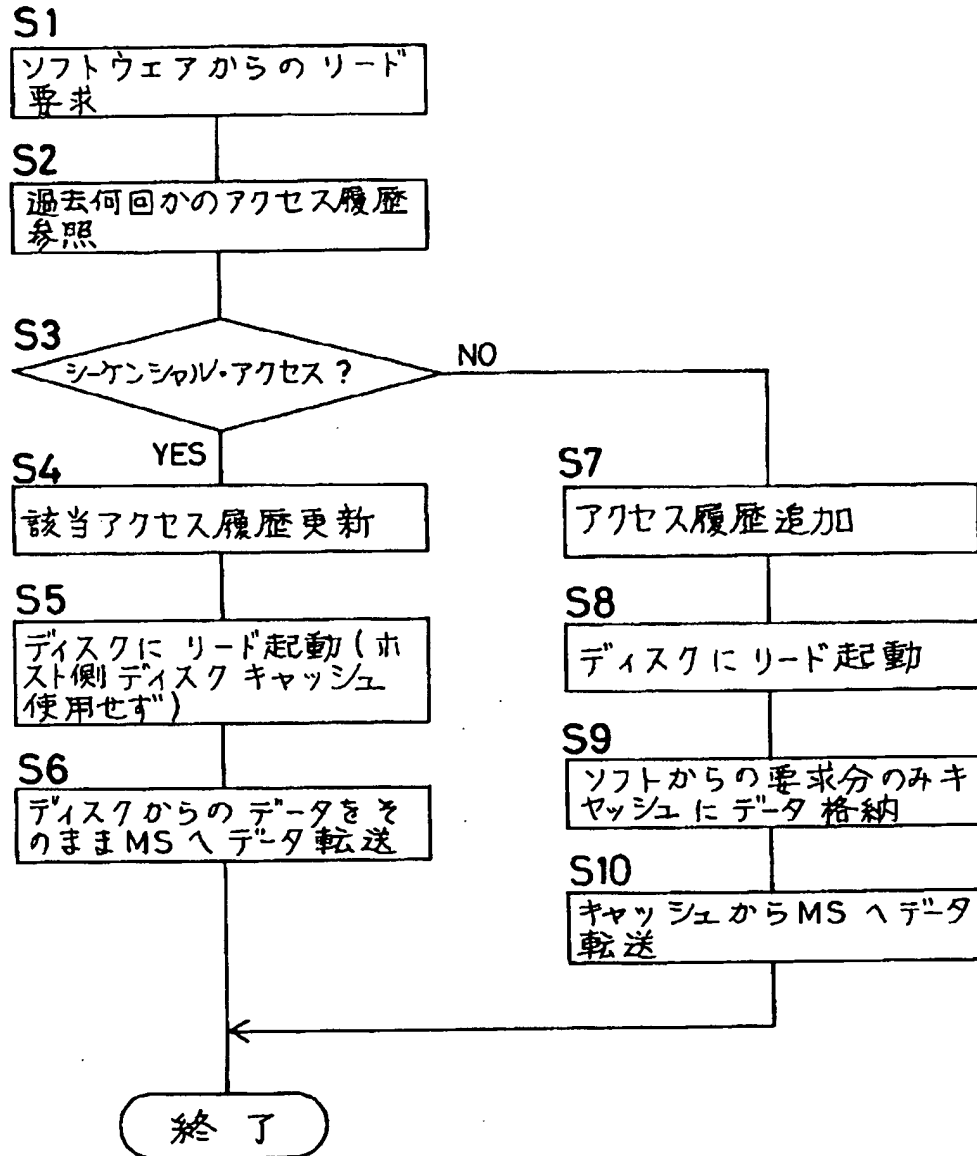 S1
ソフトウェアからのリード
要求
S2
過去何回かのアクセス履歴
参照
S3
シーケンシャル・アクセス?
NO
YES
S4
該当アクセス履歴更新
S5
ディスクにリード起動(ホ
スト側ディスクキャッシュ
使用せず)
S6
ディスクからのデータをそ
のままMSへデータ転送
S7
アクセス履歴追加
S8
ディスクにリード起動
S9
ソフトからの要求分のみキ
ャッシュにデータ格納
S10
キャッシュからMSへデータ
転送
終了